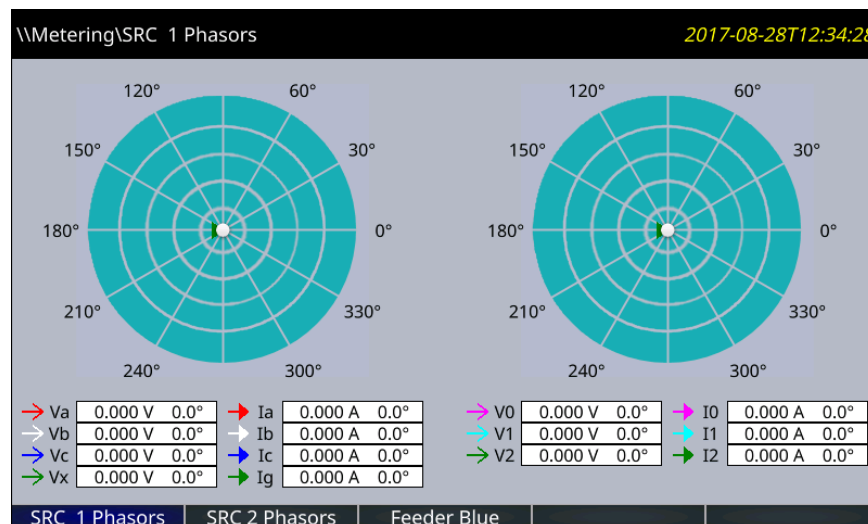 \\Metering\SRC 1 Phasors 2017-08-28T12:34:28
120° 60° 120° 60°
150° 30° 150° 30°
180° 0° 180° 0°
210° 330° 210° 330°
240° 300° 240° 300°
Va 0.000 V 0.0° Ia 0.000 A 0.0° V0 0.000 V 0.0° I0 0.000 A 0.0°
Vb 0.000 V 0.0° Ib 0.000 A 0.0° V1 0.000 V 0.0° I1 0.000 A 0.0°
Vc 0.000 V 0.0° Ic 0.000 A 0.0° V2 0.000 V 0.0° I2 0.000 A 0.0°
Vx 0.000 V 0.0° Ig 0.000 A 0.0°
SRC 1 Phasors SRC 2 Phasors Feeder Blue